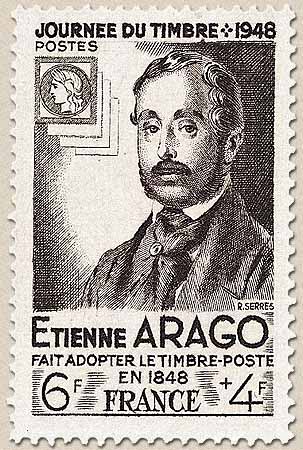 JOURNEE DU TIMBRE ✢ 1948
POSTES
R.SERRES
ETIENNE ARAGO
FAIT ADOPTER LE TIMBRE-POSTE
EN 1848
6F FRANCE +4F